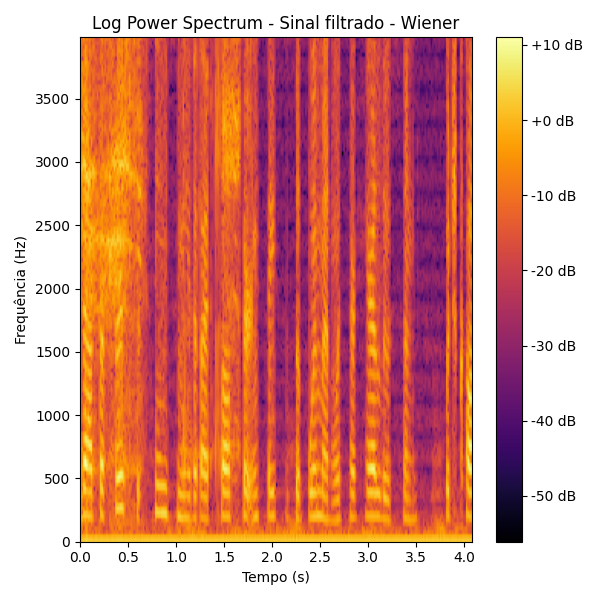 Log Power Spectrum - Sinal filtrado - Wiener
Frequência (Hz)
3500
3000
2500
2000
1500
1000
500
0
0.0 0.5 1.0 1.5 2.0 2.5 3.0 3.5 4.0
Tempo (s)
+10 dB
+0 dB
-10 dB
-20 dB
-30 dB
-40 dB
-50 dB